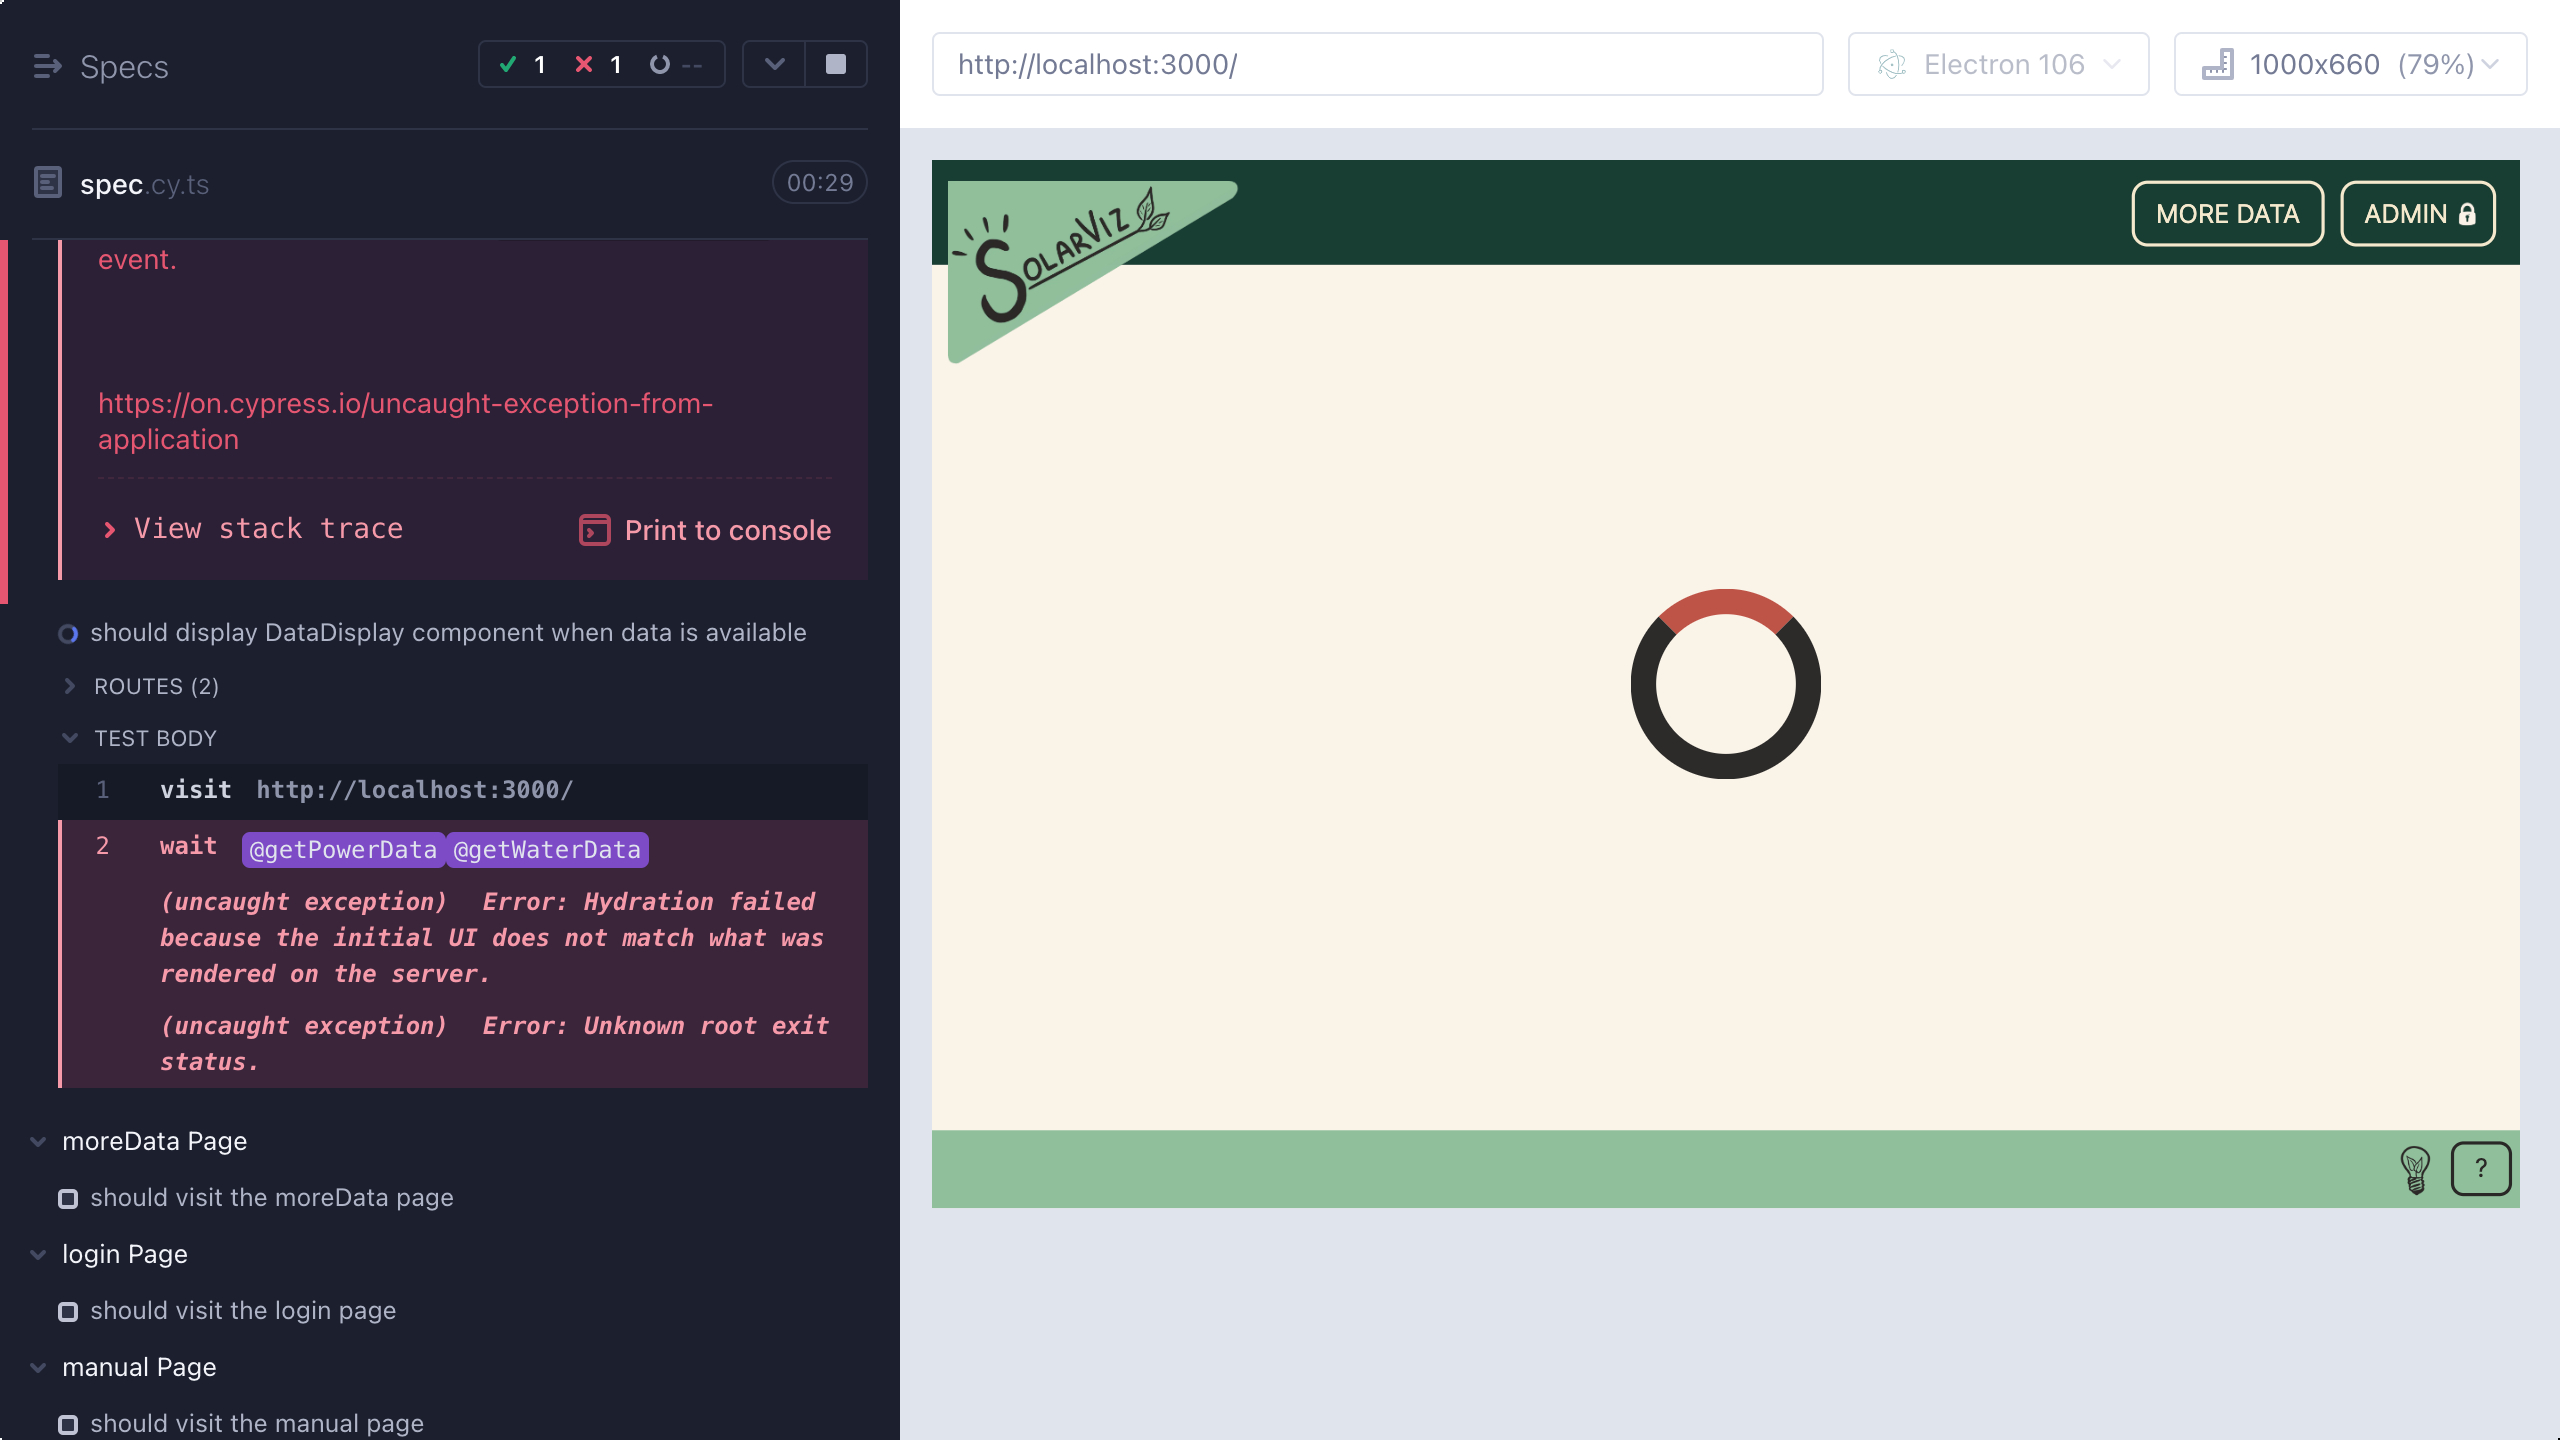 Specs
1 1 --
spec.cy.ts
00:29
event.
https://on.cypress.io/uncaught-exception-from-
application
View stack trace
Print to console
should display DataDisplay component when data is available
ROUTES (2)
TEST BODY
1 visit http://localhost:3000/
2 wait @getPowerData @getWaterData
(uncaught exception) Error: Hydration failed
because the initial UI does not match what was
rendered on the server.
(uncaught exception) Error: Unknown root exit
status.
moreData Page
should visit the moreData page
login Page
should visit the login page
manual Page
should visit the manual page
http://localhost:3000/
Electron 106
1000x660 (79%)
SOLARVIZ
MORE DATA
ADMIN
?